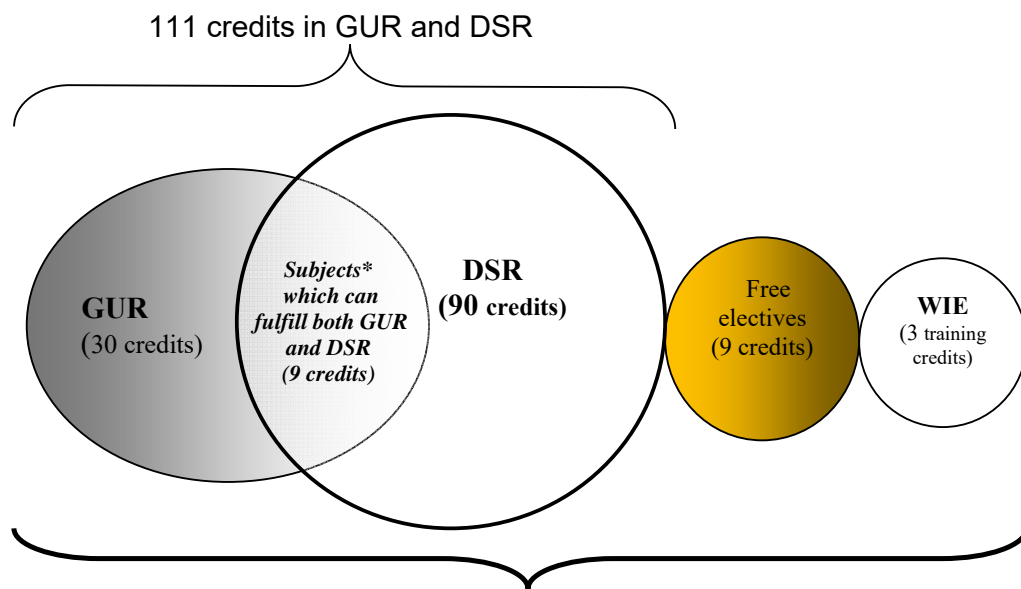 111 credits in GUR and DSR
GUR
(30 credits)
Subjects*
which can
fulfill both GUR
and DSR
(9 credits)
DSR
(90 credits)
Free
electives
(9 credits)
WIE
(3 training
credits)